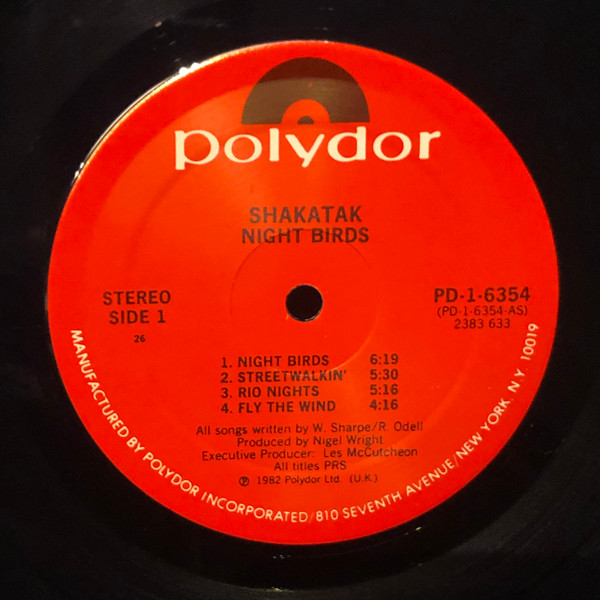 polydor
SHAKATAK
NIGHT BIRDS
STEREO
SIDE 1
26
PD-1-6354
(PD-1-6354-AS)
2383 633
1. NIGHT BIRDS 6:19
2. STREETWALKIN' 5:30
3. RIO NIGHTS 5:16
4. FLY THE WIND 4:16
All songs written by W. Sharpe/R. Odell
Produced by Nigel Wright
Executive Producer: Les McCutcheon
All titles PRS
Ⓟ 1982 Polydor Ltd. (U.K.)
MANUFACTURED BY POLYDOR INCORPORATED/810 SEVENTH AVENUE/NEW YORK, N.Y. 10019